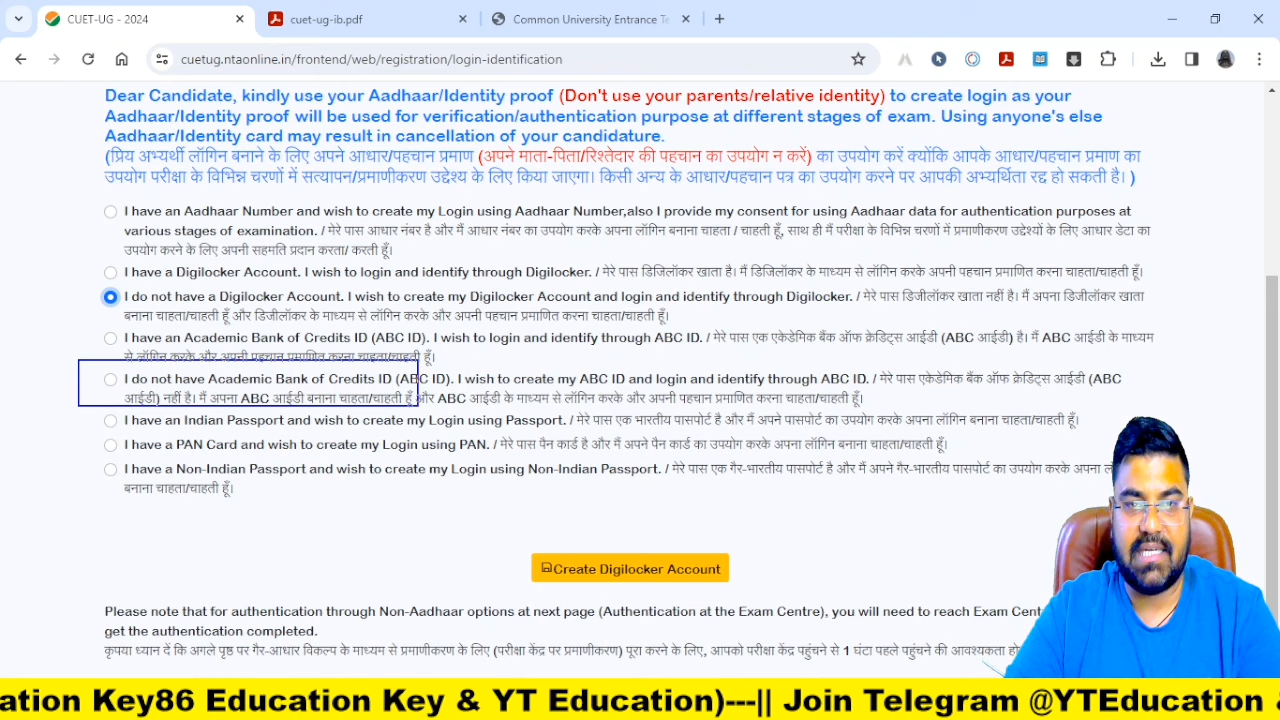 CUET-UG - 2024
cuet-ug-ib.pdf
Common University Entrance Te
cuetug.ntaonline.in/frontend/web/registration/login-identification
Dear Candidate, kindly use your Aadhaar/Identity proof (Don't use your parents/relative identity) to create login as your
Aadhaar/Identity proof will be used for verification/authentication purpose at different stages of exam. Using anyone's else
Aadhaar/Identity card may result in cancellation of your candidature.
(प्रिय अभ्यर्थी लॉगिन बनाने के लिए अपने आधार/पहचान प्रमाण (अपने माता-पिता/रिश्तेदार की पहचान का उपयोग न करें) का उपयोग करें क्योंकि आपके आधार/पहचान प्रमाण का
उपयोग परीक्षा के विभिन्न चरणों में सत्यापन/प्रमाणीकरण उद्देश्य के लिए किया जाएगा। किसी अन्य के आधार/पहचान पत्र का उपयोग करने पर आपकी अभ्यर्थिता रद्द हो सकती है। )
I have an Aadhaar Number and wish to create my Login using Aadhaar Number,also I provide my consent for using Aadhaar data for authentication purposes at
various stages of examination. / मेरे पास आधार नंबर है और मैं आधार नंबर का उपयोग करके अपना लॉगिन बनाना चाहता / चाहती हूँ, साथ ही मैं परीक्षा के विभिन्न चरणों में प्रमाणीकरण उद्देश्यों के लिए आधार डेटा का
उपयोग करने के लिए अपनी सहमति प्रदान करता/ करती हूँ।
I have a Digilocker Account. I wish to login and identify through Digilocker. / मेरे पास डिजिलॉकर खाता है। मैं डिजिलॉकर के माध्यम से लॉगिन करके अपनी पहचान प्रमाणित करना चाहता/चाहती हूँ।
I do not have a Digilocker Account. I wish to create my Digilocker Account and login and identify through Digilocker. / मेरे पास डिजीलॉकर खाता नहीं है। मैं अपना डिजीलॉकर खाता
बनाना चाहता/चाहती हूँ और डिजीलॉकर के माध्यम से लॉगिन करके और अपनी पहचान प्रमाणित करना चाहता/चाहती हूँ।
I have an Academic Bank of Credits ID (ABC ID). I wish to login and identify through ABC ID. / मेरे पास एक एकेडेमिक बैंक ऑफ क्रेडिट्स आईडी (ABC आईडी) है। मैं ABC आईडी के माध्यम
से लॉगिन करके और अपनी पहचान प्रमाणित करना चाहता/चाहती हूँ।
I do not have Academic Bank of Credits ID (ABC ID). I wish to create my ABC ID and login and identify through ABC ID. / मेरे पास एकेडेमिक बैंक ऑफ क्रेडिट्स आईडी (ABC
आईडी) नहीं है। मैं अपना ABC आईडी बनाना चाहता/चाहती हूँ और ABC आईडी के माध्यम से लॉगिन करके और अपनी पहचान प्रमाणित करना चाहता/चाहती हूँ।
I have an Indian Passport and wish to create my Login using Passport. / मेरे पास एक भारतीय पासपोर्ट है और मैं अपने पासपोर्ट का उपयोग करके अपना लॉगिन बनाना चाहता/चाहती हूँ।
I have a PAN Card and wish to create my Login using PAN. / मेरे पास पैन कार्ड है और मैं अपने पैन कार्ड का उपयोग करके अपना लॉगिन बनाना चाहता/चाहती हूँ।
I have a Non-Indian Passport and wish to create my Login using Non-Indian Passport. / मेरे पास एक गैर-भारतीय पासपोर्ट है और मैं अपने गैर-भारतीय पासपोर्ट का उपयोग करके अपना
बनाना चाहता/चाहती हूँ।
Create Digilocker Account
Please note that for authentication through Non-Aadhaar options at next page (Authentication at the Exam Centre), you will need to reach Exam
get the authentication completed.
कृपया ध्यान दें कि अगले पृष्ठ पर गैर-आधार विकल्प के माध्यम से प्रमाणीकरण के लिए (परीक्षा केंद्र पर प्रमाणीकरण) पूरा करने के लिए, आपको परीक्षा केंद्र पहुंचने से 1 घंटा पहले पहुंचने की आवश्यकता
ation Key86 Education Key & YT Education)---|| Join Telegram @YTEducation &